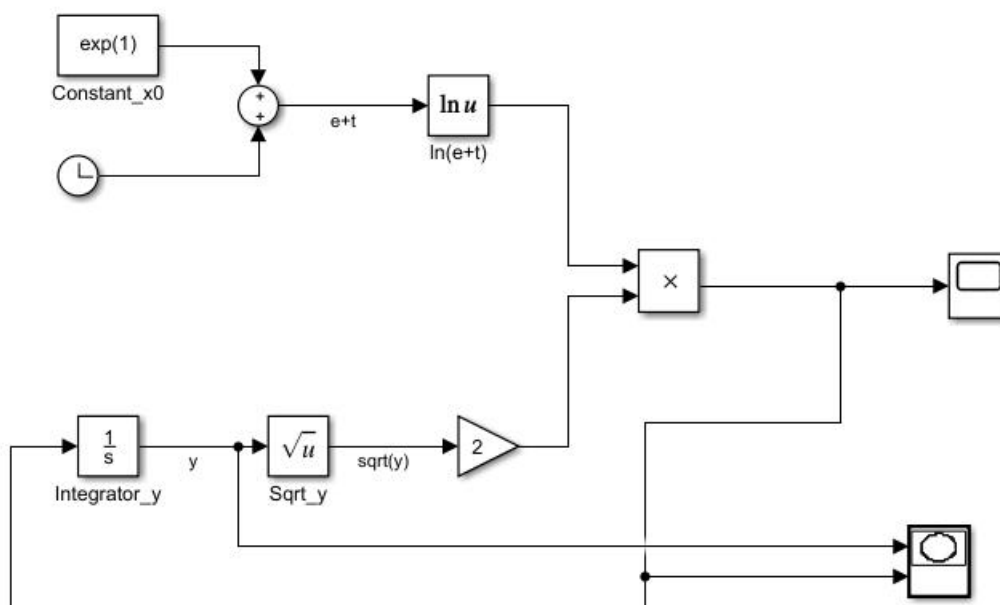 exp(1)
Constant_x0
+
+
e+t
ln u
ln(e+t)
×
1
s
Integrator_y
y
√u
Sqrt_y
sqrt(y)
2